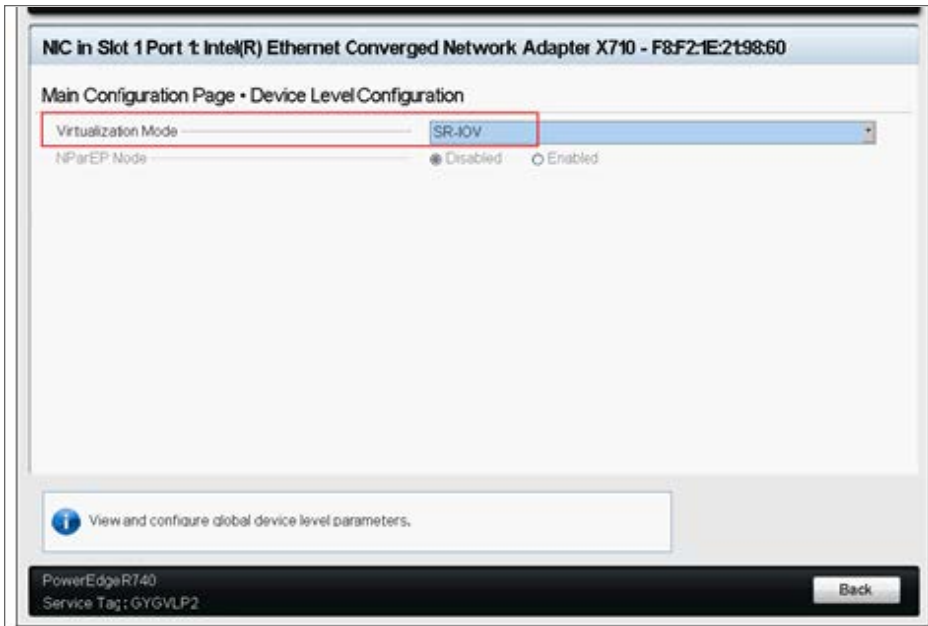 NIC in Slot 1 Port 1: Intel(R) Ethernet Converged Network Adapter X710 - F8:F2:1E:21:98:60
Main Configuration Page • Device Level Configuration
Virtualization Mode SR-IOV
NParEP Mode Disabled Enabled
View and configure global device level parameters.
PowerEdge R740
Back
Service Tag: GYGVLP2